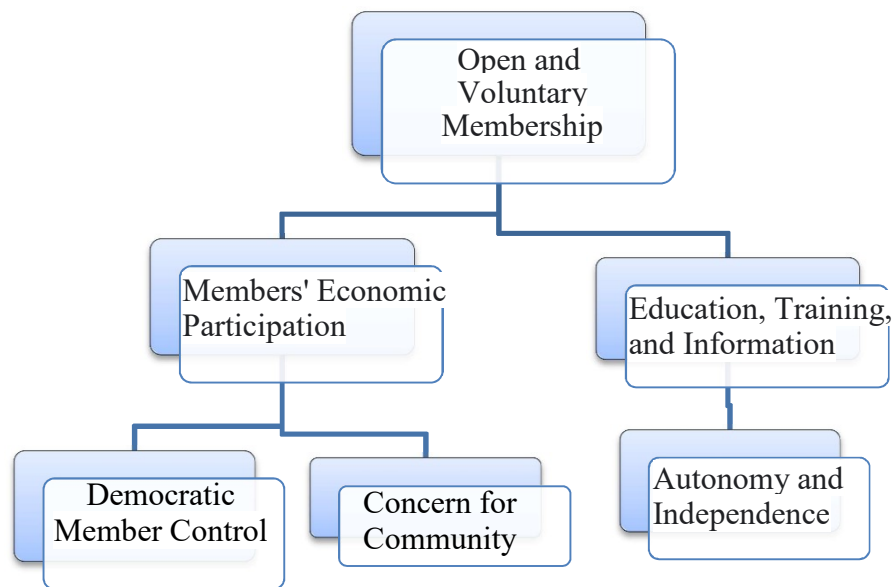 Open and
Voluntary
Membership
Members' Economic
Participation
Education, Training,
and Information
Democratic
Member Control
Concern for
Community
Autonomy and
Independence